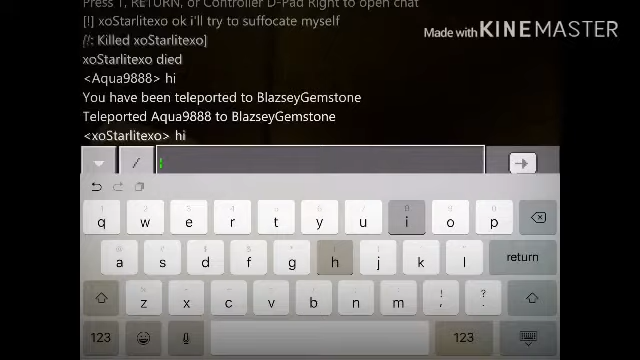 Press T, RETURN, or Controller D-Pad Right to open chat
[!] xoStarlitexo ok i'll try to suffocate myself
Killed xoStarlitexo]
xoStarlitexo died
<Aqua9888> hi
You have been teleported to BlazseyGemstone
Teleported Aqua9888 to BlazseyGemstone
<xoStarlitexo> hi
Made with KINEMASTER
/
q w e r t y u i o p
a s d f g h j k l return
z x c v b n m ! , ? .
123 123